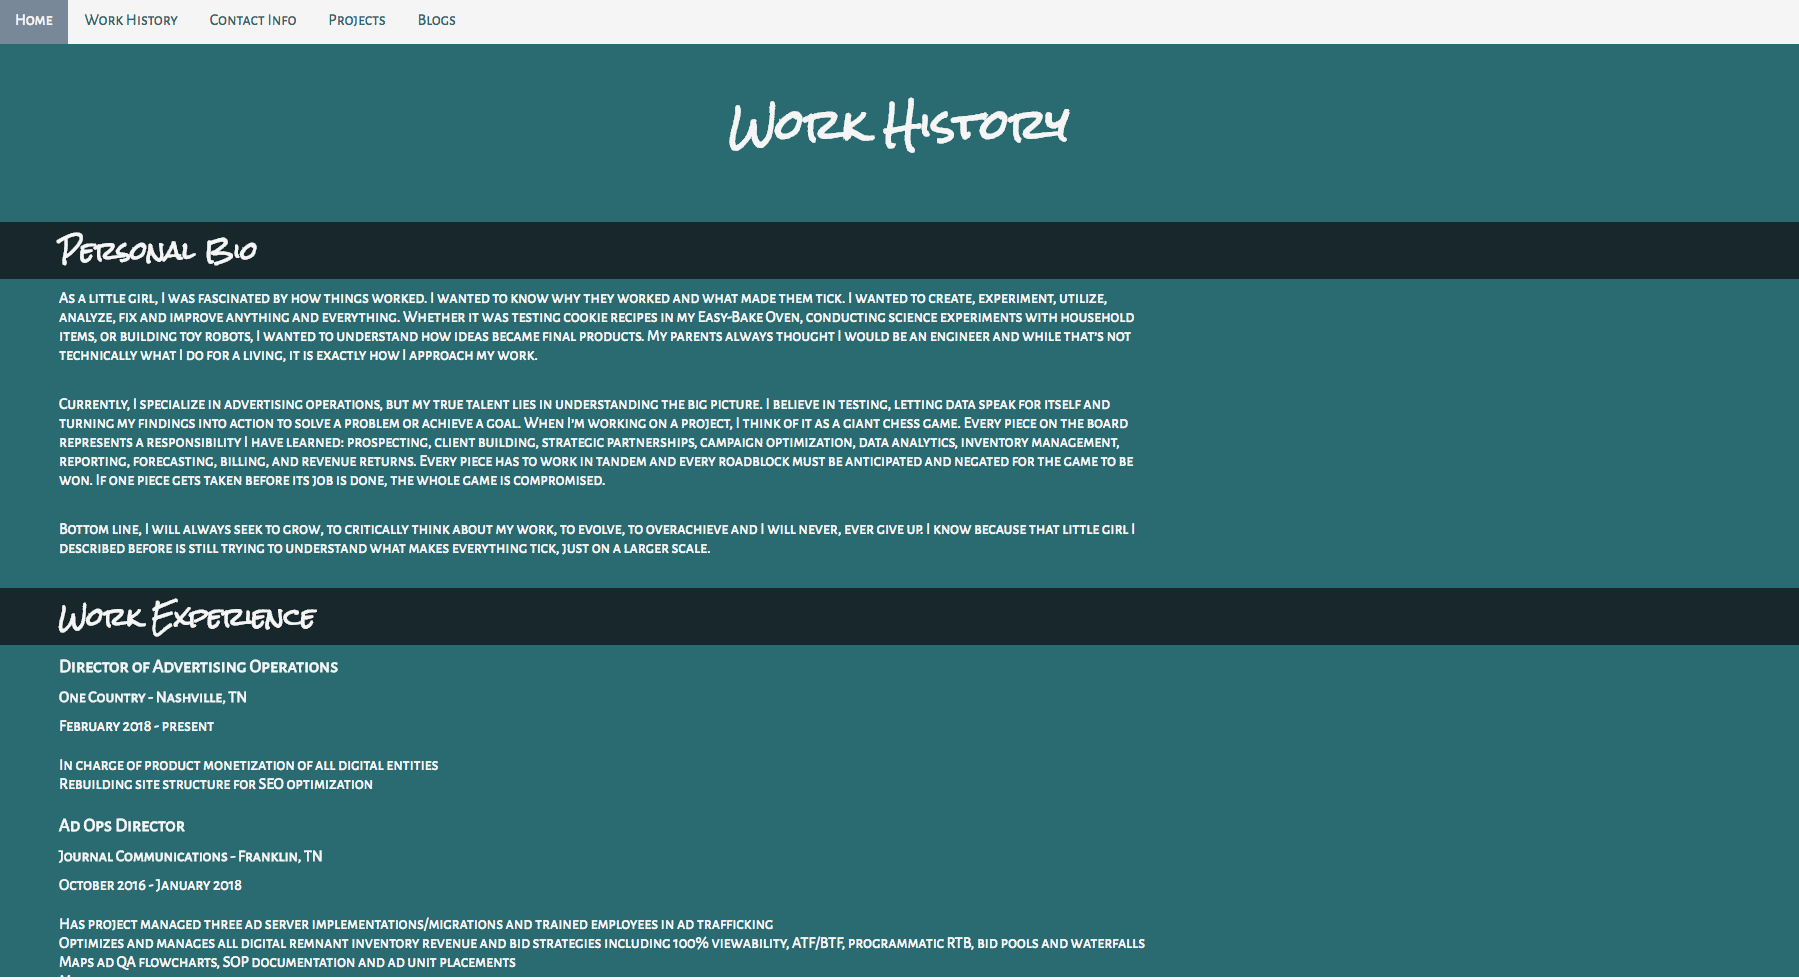 Home Work History Contact Info Projects Blogs
Work History
Personal Bio
As a little girl, I was fascinated by how things worked. I wanted to know why they worked and what made them tick. I wanted to create, experiment, utilize,
analyze, fix and improve anything and everything. Whether it was testing cookie recipes in my Easy-Bake Oven, conducting science experiments with household
items, or building toy robots, I wanted to understand how ideas became final products. My parents always thought I would be an engineer and while that's not
technically what I do for a living, it is exactly how I approach my work.
Currently, I specialize in advertising operations, but my true talent lies in understanding the big picture. I believe in testing, letting data speak for itself and
turning my findings into action to solve a problem or achieve a goal. When I'm working on a project, I think of it as a giant chess game. Every piece on the board
represents a responsibility I have learned: prospecting, client building, strategic partnerships, campaign optimization, data analytics, inventory management,
reporting, forecasting, billing, and revenue returns. Every piece has to work in tandem and every roadblock must be anticipated and negated for the game to be
won. If one piece gets taken before its job is done, the whole game is compromised.
Bottom line, I will always seek to grow, to critically think about my work, to evolve, to overachieve and I will never, ever give up. I know because that little girl I
described before is still trying to understand what makes everything tick, just on a larger scale.
Work Experience
Director of Advertising Operations
One Country - Nashville, TN
February 2018 - present
In charge of product monetization of all digital entities
Rebuilding site structure for SEO optimization
Ad Ops Director
Journal Communications - Franklin, TN
October 2016 - January 2018
Has project managed three ad server implementations/migrations and trained employees in ad trafficking
Optimizes and manages all digital remnant inventory revenue and bid strategies including 100% viewability, ATF/BTF, programmatic RTB, bid pools and waterfalls
Maps ad QA flowcharts, SOP documentation and ad unit placements